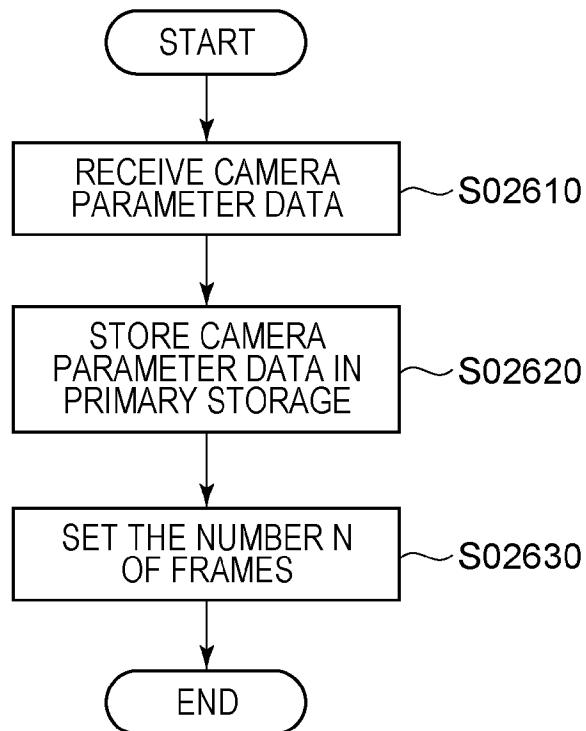 START
RECEIVE CAMERA
PARAMETER DATA
S02610
STORE CAMERA
PARAMETER DATA IN
PRIMARY STORAGE
S02620
SET THE NUMBER N
OF FRAMES
S02630
END